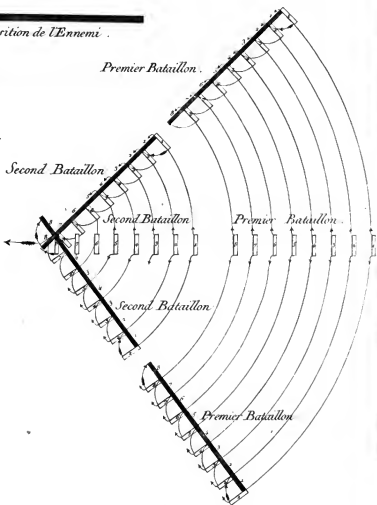 rition de l'Ennemi.
Premier Bataillon.
Second Bataillon
Second Bataillon
Premier Bataillon.
Second Bataillon
Premier Bataillon